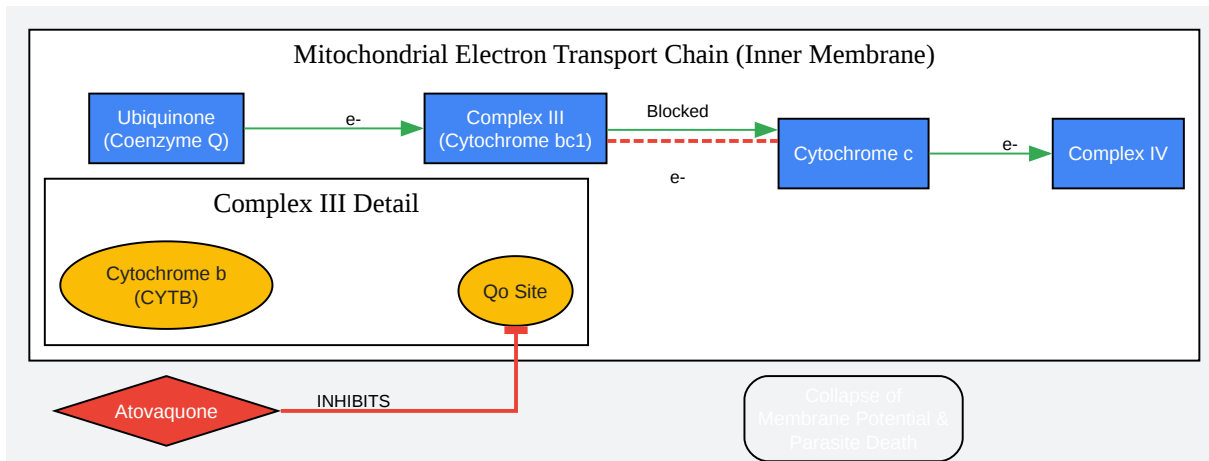 Mitochondrial Electron Transport Chain (Inner Membrane)
Ubiquinone
(Coenzyme Q)
e-
Complex III
(Cytochrome bc1)
Blocked
e-
Cytochrome c
e-
Complex IV
Complex III Detail
Cytochrome b
(CYTB)
Qo Site
Atovaquone
INHIBITS
Collapse of
Membrane Potential &
Parasite Death